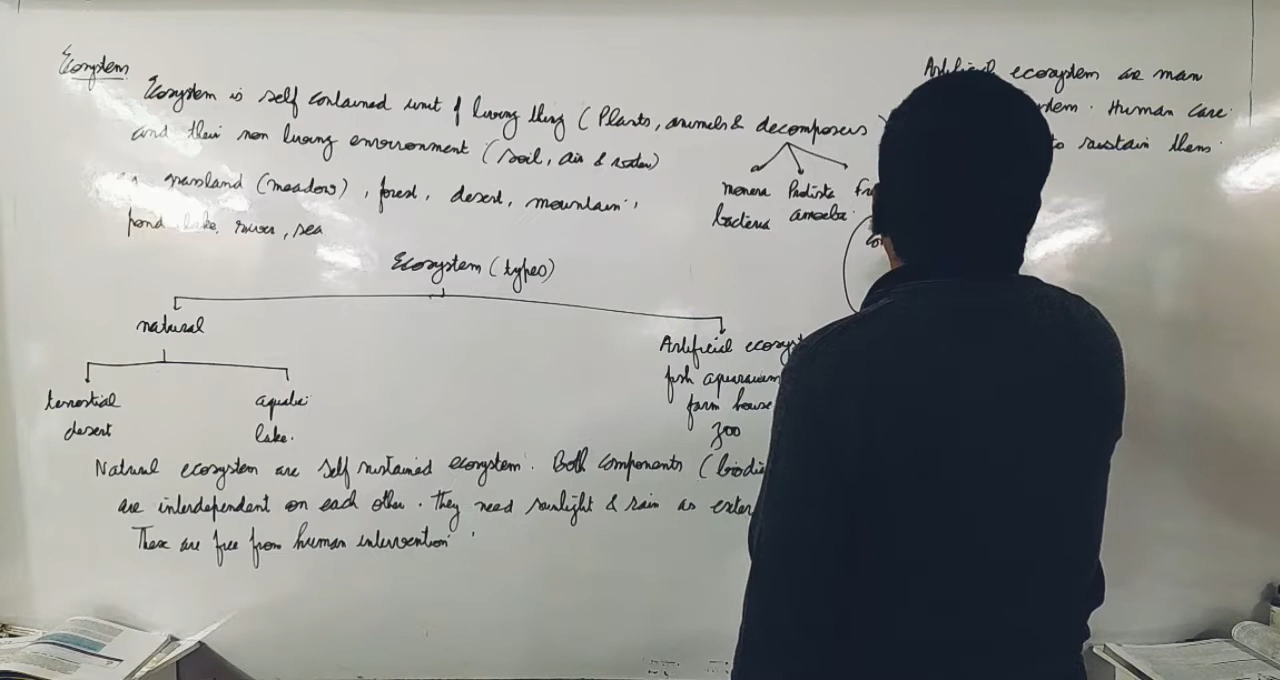 Ecosystem
Ecosystem is self contained unit of living thing (Plants, animals & decomposers)
and their non living environment (soil, air & water)
grassland (meadow), forest, desert, mountain,
pond lake, river, sea
monera Protista
bacteria amoeba
Ecosystem (types)
natural
terrestial
desert
aquatic
lake.
Artificial
fish aquarium
farm house
zoo
Natural ecosystem are self sustained ecosystem. Both components
are interdependent on each other. They need sunlight & rain as
These are free from human intervention
Artificial ecosystem are man
Human care
to sustain them.